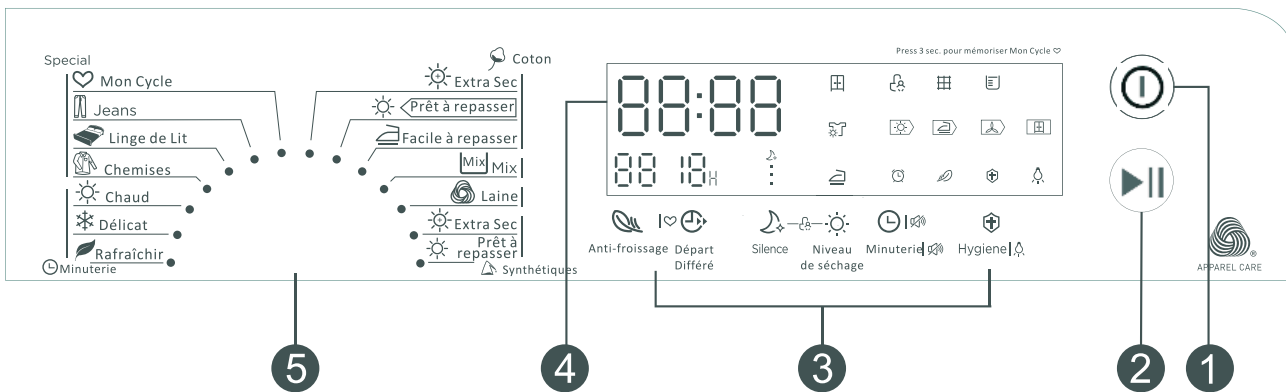 Press 3 sec. pour mémoriser Mon Cycle
Special
Mon Cycle
Jeans
Linge de Lit
Chemises
Chaud
Délicat
Rafraîchir
Minuterie
Coton
Extra Sec
Prêt à repasser
Facile à repasser
Mix Mix
Laine
Extra Sec
Prêt à
repasser
Synthétiques
88:88
88 18H
Anti-froissage
Départ
Différé
Silence
Niveau
de séchage
Minuterie
Hygiene
APPAREL CARE
®
5
4
3
2
1